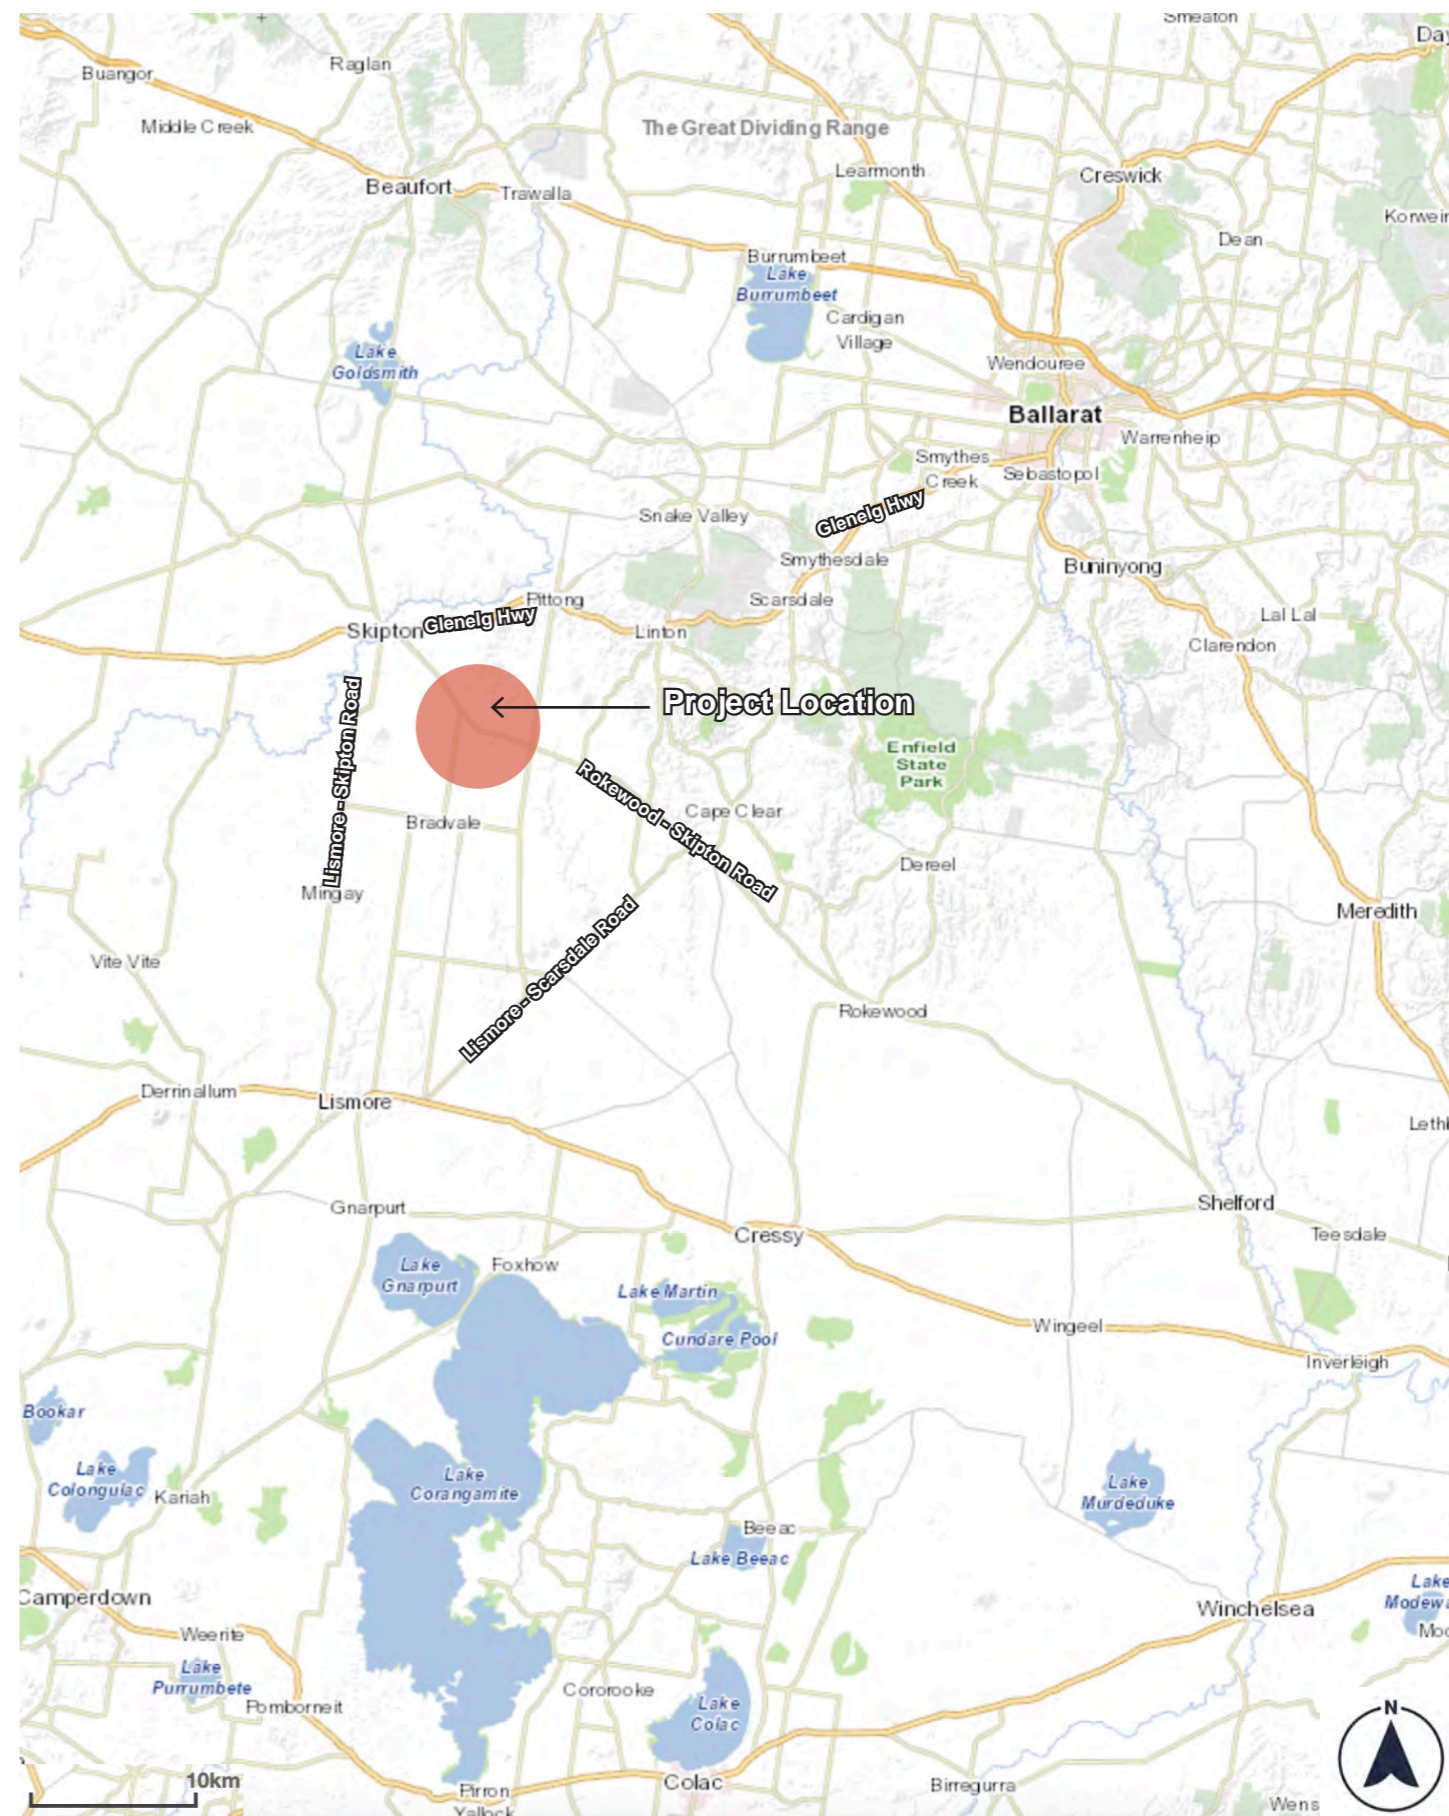 Smeaton
Raglan
Buangor
Middle Creek
The Great Dividing Range
Learmonth
Creswick
Beaufort
Trawalla
Dean
Burrumbeet
Lake
Burrumbeet
Cardigan
Village
Lake
Goldsmith
Wendouree
Ballarat
Warrenheip
Smythes
Creek
Sebastopol
Glenelg Hwy
Snake Valley
Smythesdale
Buninyong
Pittong
Scarsdale
Lal Lal
Glenelg Hwy
Skipton
Linton
Clarendon
Project Location
Lismore - Skipton Road
Enfield
State
Park
Rokewood - Skipton Road
Cape Clear
Bradvale
Dereel
Mingay
Meredith
Lismore - Scarsdale Road
Vite Vite
Rokewood
Derrinallum
Lismore
Gnarpurt
Shelford
Cressy
Teesdale
Lake
Gnarpurt
Foxhow
Lake Martin
Cundare Pool
Wingeel
Inverleigh
Bookar
Lake
Colongulac
Kariah
Lake
Corangamite
Lake
Murdeduke
Beeac
Lake Beeac
Camperdown
Winchelsea
Lake
Weerite
Lake
Purrumbete
Pomborneit
Cororooke
Lake
Colac
N
10km
Pirron
Yallock
Colac
Birregurra
Wens